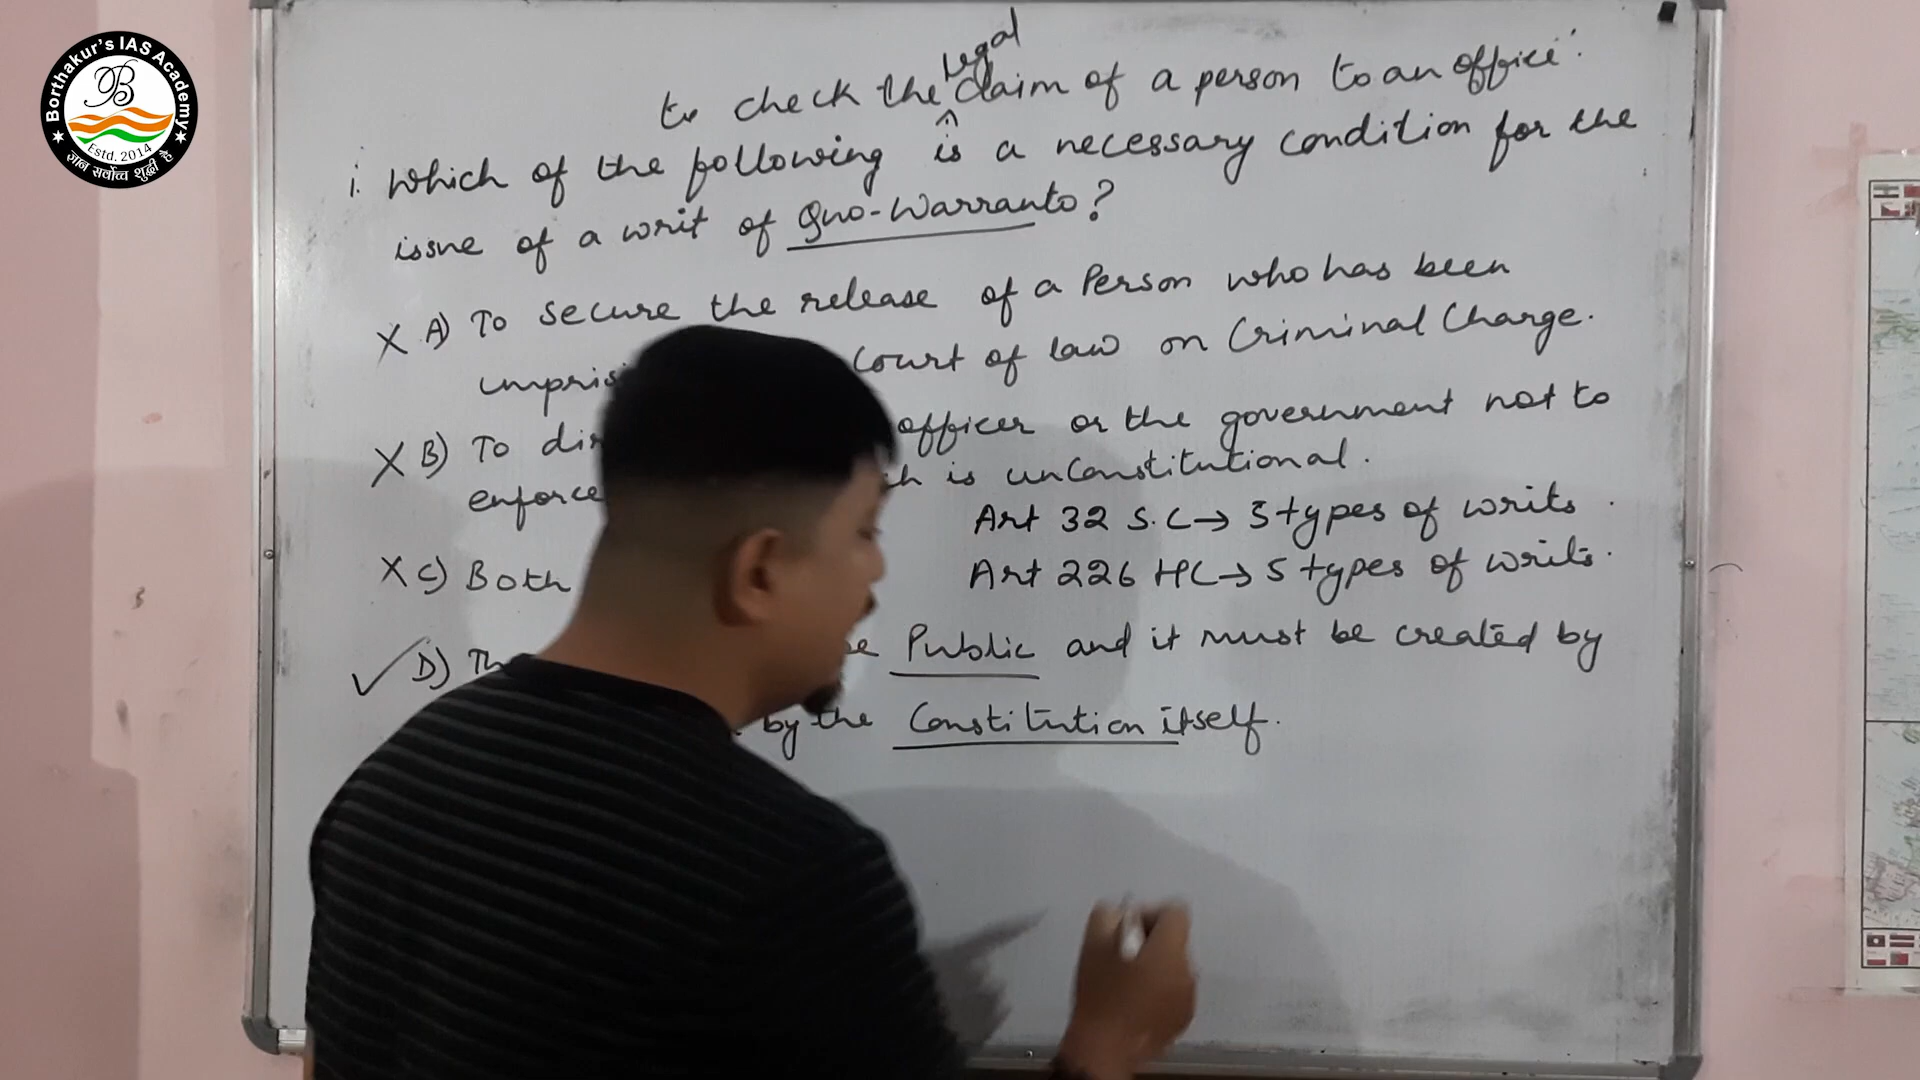 Borthakur's IAS Academy
B
Estd. 2014
ज्ञान सर्वोच्च शुद्धी है
legal
to check the claim of a person to an office.
1. Which of the following is a necessary condition for the
issue of a writ of Quo-Warranto?
X A) To secure the release of a Person who has been
Court of law on Criminal Charge.
X B) To officer or the government not to
enforce is unconstitutional.
Art 32 S.C → 5 types of writs.
X C) Both
Art 226 HC → 5 types of writs.
✓ D) Public and it must be created by
by the Constitution itself.